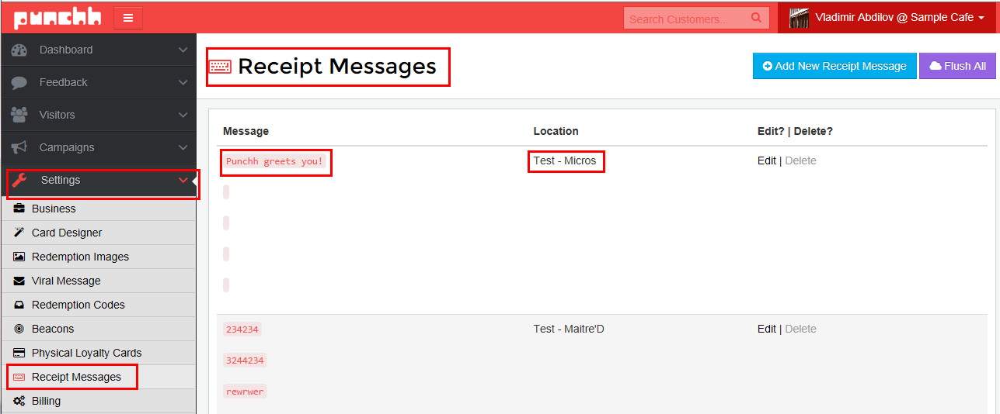 punchh
Search Customers...
Vladimir Abdilov @ Sample Cafe
Dashboard
Feedback
Visitors
Campaigns
Settings
Business
Card Designer
Redemption Images
Viral Message
Redemption Codes
Beacons
Physical Loyalty Cards
Receipt Messages
Billing
Receipt Messages
Add New Receipt Message
Flush All
Message Location Edit? | Delete?
Punchh greets you! Test - Micros Edit | Delete
234234 Test - Maitre'D Edit | Delete
3244234
rewrwer